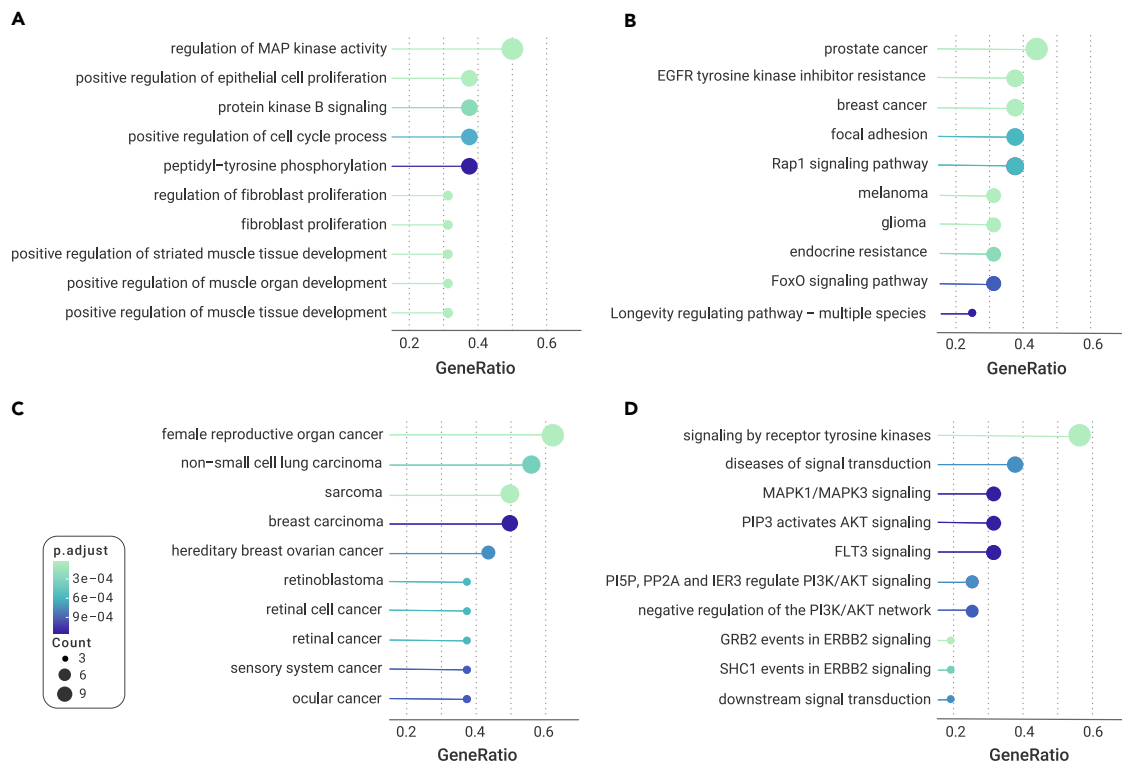 A
regulation of MAP kinase activity
positive regulation of epithelial cell proliferation
protein kinase B signaling
positive regulation of cell cycle process
peptidyl-tyrosine phosphorylation
regulation of fibroblast proliferation
fibroblast proliferation
positive regulation of striated muscle tissue development
positive regulation of muscle organ development
positive regulation of muscle tissue development
0.2 0.4 0.6
GeneRatio
B
prostate cancer
EGFR tyrosine kinase inhibitor resistance
breast cancer
focal adhesion
Rap1 signaling pathway
melanoma
glioma
endocrine resistance
FoxO signaling pathway
Longevity regulating pathway – multiple species
0.2 0.4 0.6
GeneRatio
C
female reproductive organ cancer
non-small cell lung carcinoma
sarcoma
breast carcinoma
hereditary breast ovarian cancer
retinoblastoma
retinal cell cancer
retinal cancer
sensory system cancer
ocular cancer
0.2 0.4 0.6
GeneRatio
p.adjust
3e-04
6e-04
9e-04
Count
3
6
9
D
signaling by receptor tyrosine kinases
diseases of signal transduction
MAPK1/MAPK3 signaling
PIP3 activates AKT signaling
FLT3 signaling
PI5P, PP2A and IER3 regulate PI3K/AKT signaling
negative regulation of the PI3K/AKT network
GRB2 events in ERBB2 signaling
SHC1 events in ERBB2 signaling
downstream signal transduction
0.2 0.4 0.6
GeneRatio